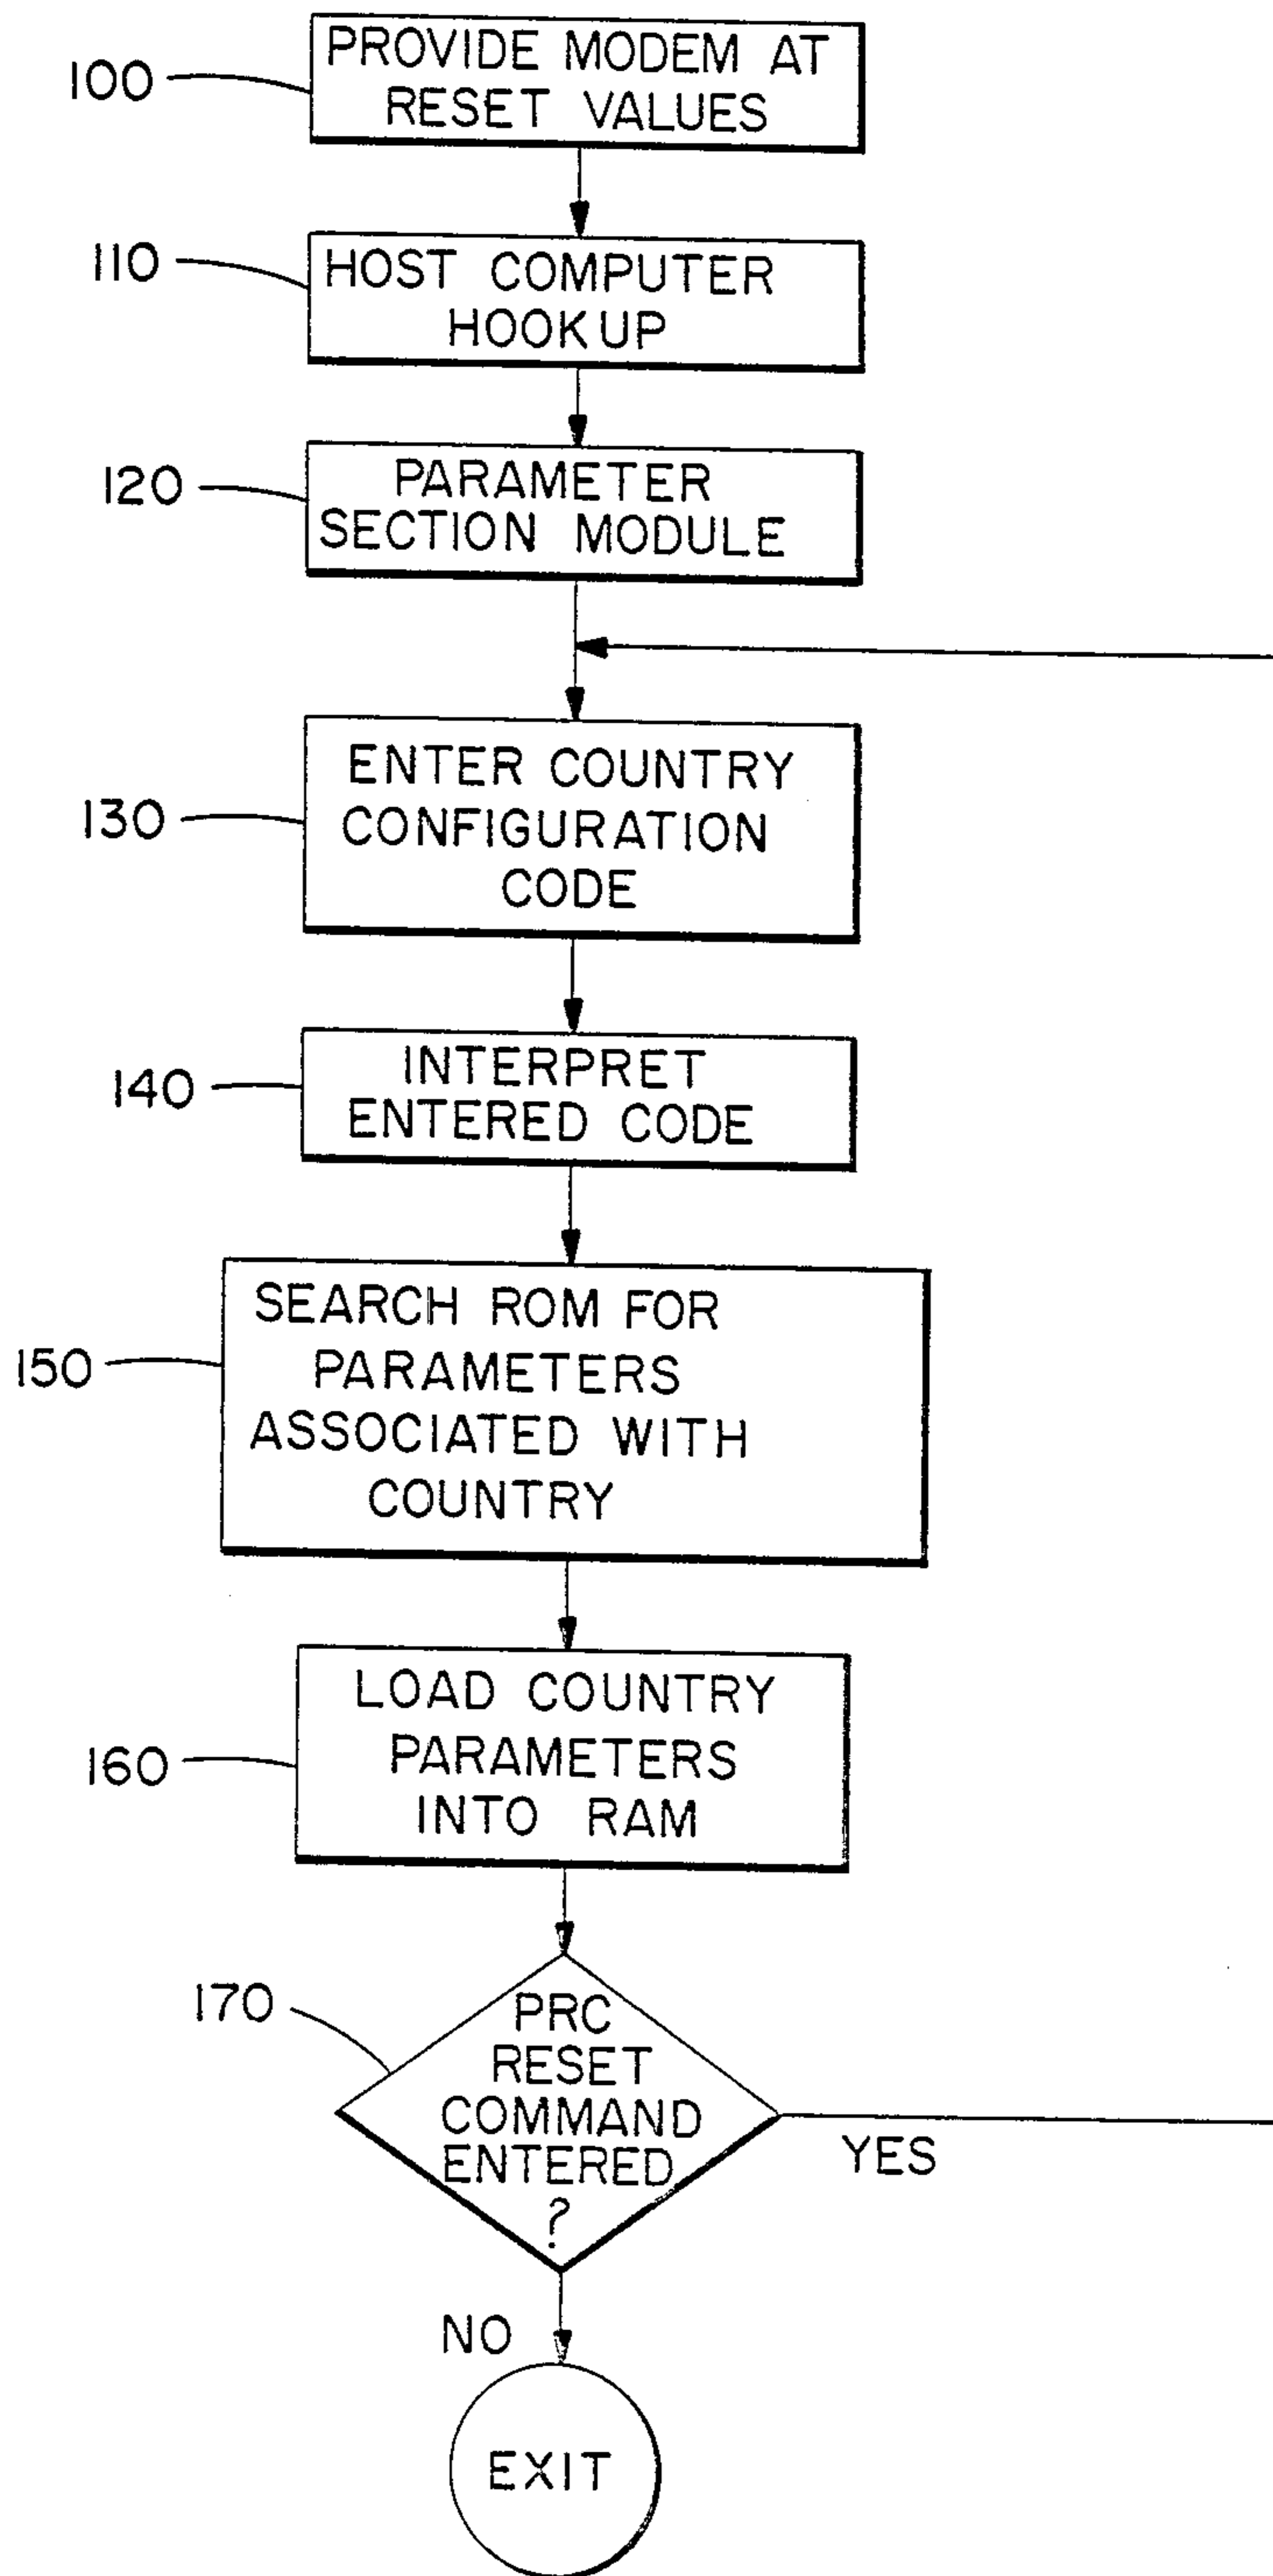 100
PROVIDE MODEM AT
RESET VALUES
110
HOST COMPUTER
HOOKUP
120
PARAMETER
SECTION MODULE
130
ENTER COUNTRY
CONFIGURATION
CODE
140
INTERPRET
ENTERED CODE
150
SEARCH ROM FOR
PARAMETERS
ASSOCIATED WITH
COUNTRY
160
LOAD COUNTRY
PARAMETERS
INTO RAM
170
PRC
RESET
COMMAND
ENTERED
?
YES
NO
EXIT